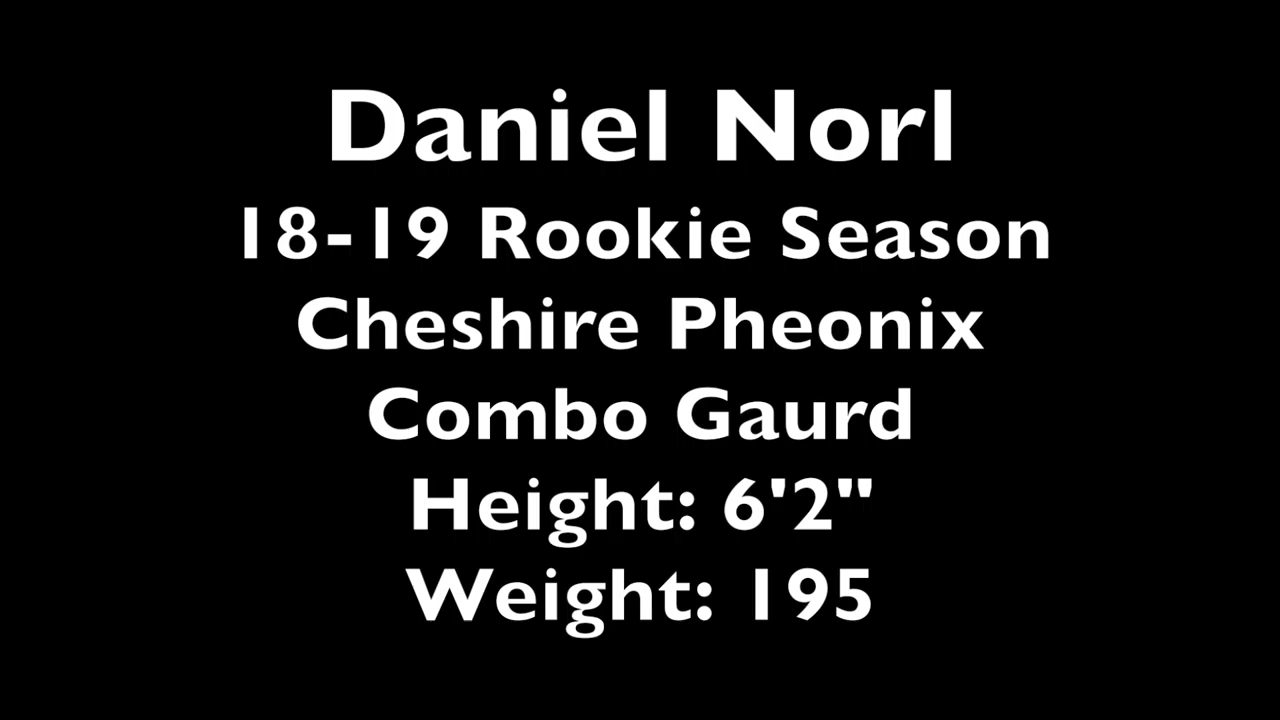 Daniel Norl
18-19 Rookie Season
Cheshire Pheonix
Combo Gaurd
Height: 6'2"
Weight: 195